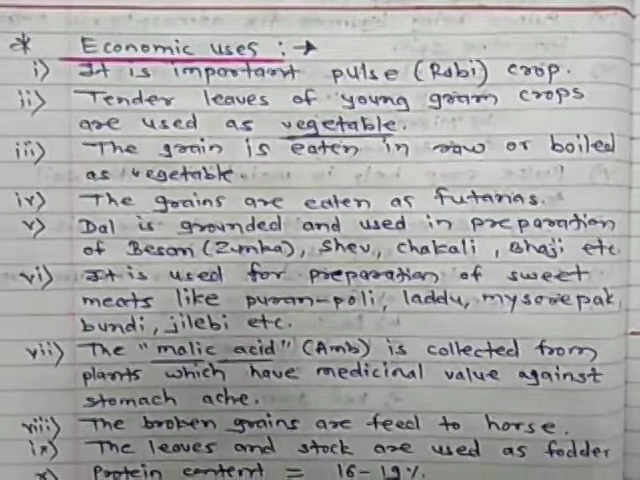 * Economic uses :→
i) It is important pulse (Rabi) crop.
ii) Tender leaves of young gram crops
are used as vegetable.
iii) The grain is eaten in raw or boiled
as vegetable.
iv) The grains are eaten as futanas.
v) Dal is grounded and used in preparation
of Besan (Zunka), Shev, chakali, Bhaji etc.
vi) It is used for preparation of sweet
meats like puran-poli, laddu, mysorepak,
bundi, jilebi etc.
vii) The "malic acid" (Amb) is collected from
plants which have medicinal value against
stomach ache.
viii) The broken grains are feed to horse.
ix) The leaves and stock are used as fodder
x) Protein content = 16-19%.